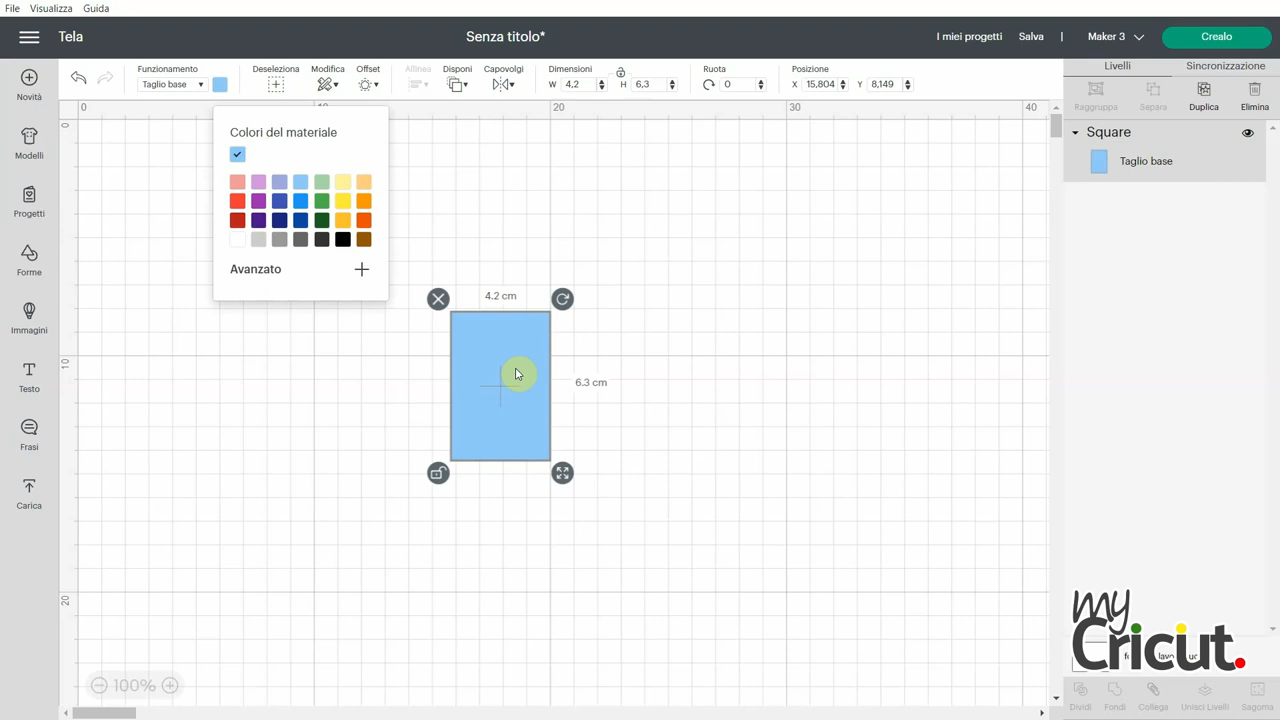 File Visualizza Guida
Tela
Senza titolo*
I miei progetti Salva | Maker 3 Crealo
Funzionamento
Taglio base
Deseleziona
Modifica
Offset
Allinea
Disponi
Capovolgi
Dimensioni
W 4,2
H 6.3
Ruota
0
Posizione
X 15,804
Y 8,149
Livelli
Sincronizzazione
Raggruppa
Separa
Duplica
Elimina
Novità
Modelli
Progetti
Forme
Immagini
Testo
Frasi
Carica
0 20 30 40
0
10
20
Colori del materiale
Avanzato
4.2 cm
6.3 cm
Square
Taglio base
100%
my
Cricut.
Dividi
Fondi
Collega
Unisci Livelli
Sagoma